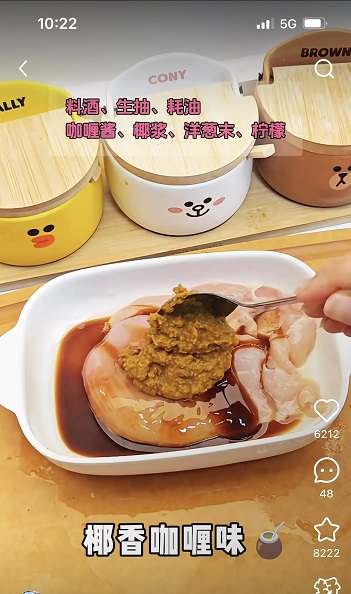 10:22
5G
ALLY
CONY
BROWN
料酒、生抽、耗油
咖喱酱、椰浆、洋葱末、柠檬
6212
48
8222
椰香咖喱味